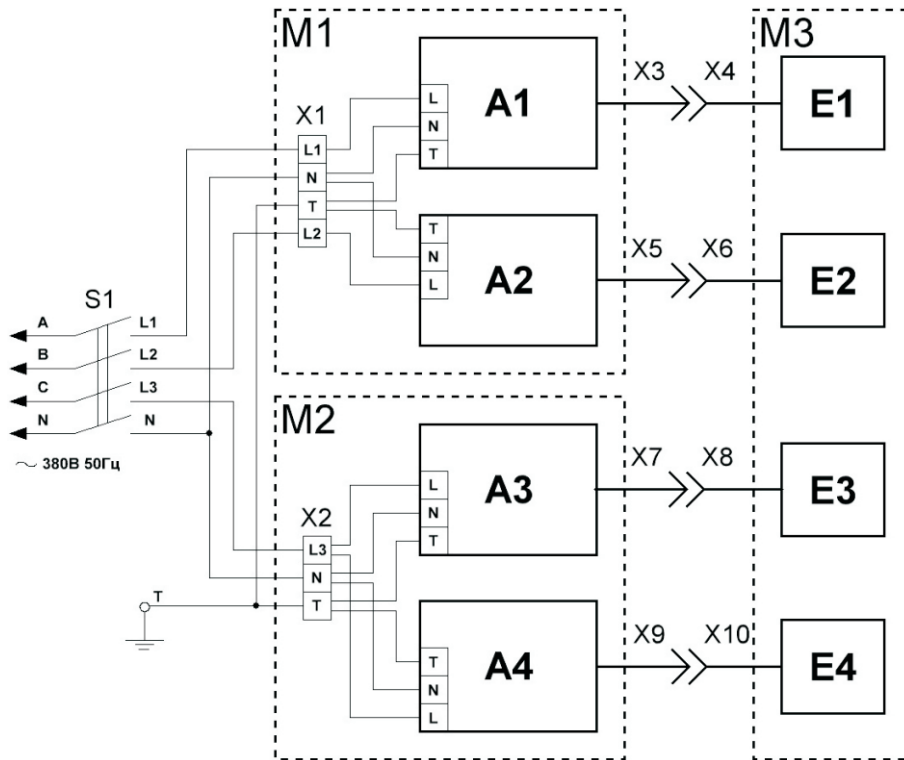 M1
A1
L
N
T
X1
L1
N
T
L2
A2
T
N
L
X3 X4
X5 X6
M3
E1
E2
S1
A L1
B L2
C L3
N N
~ 380В 50Гц
T
M2
A3
L
N
T
X2
L3
N
T
A4
T
N
L
X7 X8
X9 X10
E3
E4